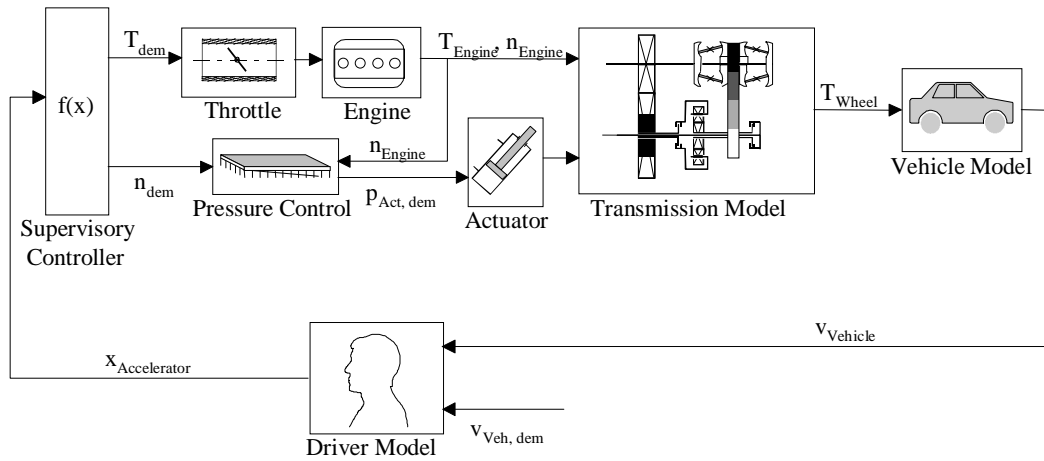 T_dem
T_Engine, n_Engine
f(x)
T_Wheel
Throttle
Engine
n_Engine
Vehicle Model
n_dem
Pressure Control
p_Act, dem
Actuator
Transmission Model
Supervisory
Controller
v_Vehicle
x_Accelerator
v_Veh, dem
Driver Model